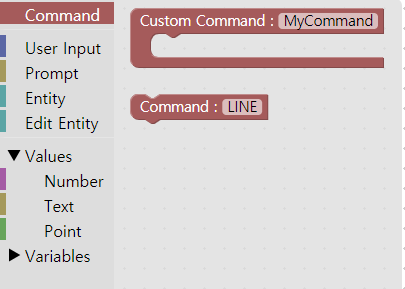 Command
User Input
Prompt
Entity
Edit Entity
Values
Number
Text
Point
Variables
Custom Command : MyCommand
Command : LINE